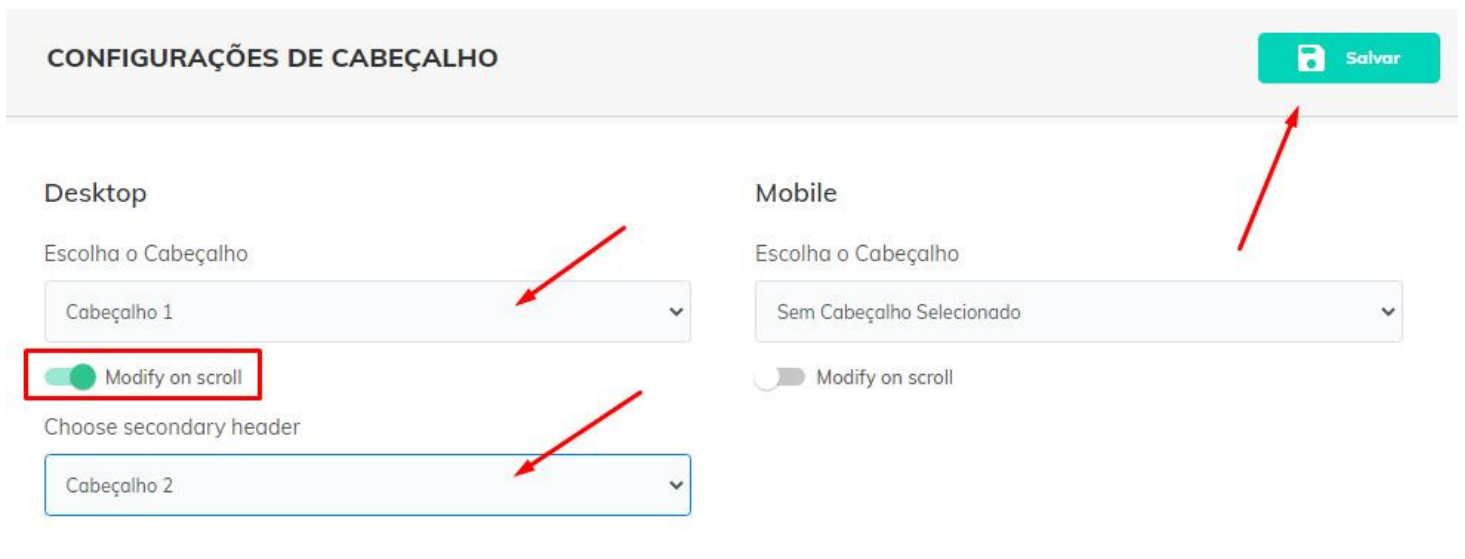 CONFIGURAÇÕES DE CABEÇALHO
Salvar
Desktop
Escolha o Cabeçalho
Cabeçalho 1
Modify on scroll
Choose secondary header
Cabeçalho 2
Mobile
Escolha o Cabeçalho
Sem Cabeçalho Selecionado
Modify on scroll